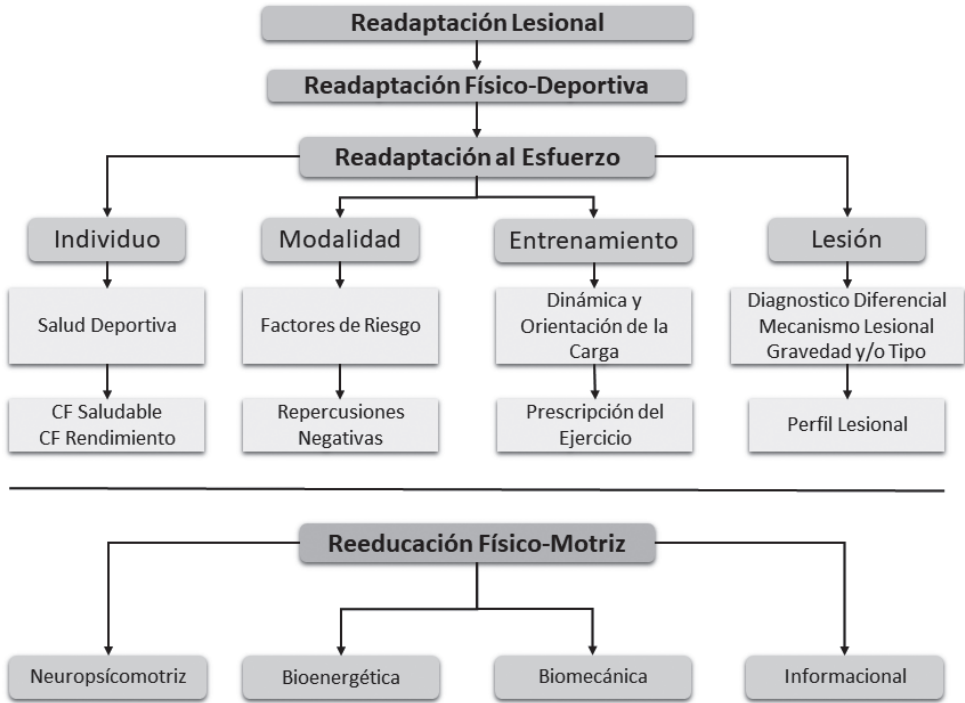 Readaptación Lesional
Readaptación Físico-Deportiva
Readaptación al Esfuerzo
Individuo
Modalidad
Entrenamiento
Lesión
Salud Deportiva
Factores de Riesgo
Dinámica y
Orientación de la
Carga
Diagnostico Diferencial
Mecanismo Lesional
Gravedad y/o Tipo
CF Saludable
CF Rendimiento
Repercusiones
Negativas
Prescripción del
Ejercicio
Perfil Lesional
Reeducación Físico-Motriz
Neuropsícomotriz
Bioenergética
Biomecánica
Informacional